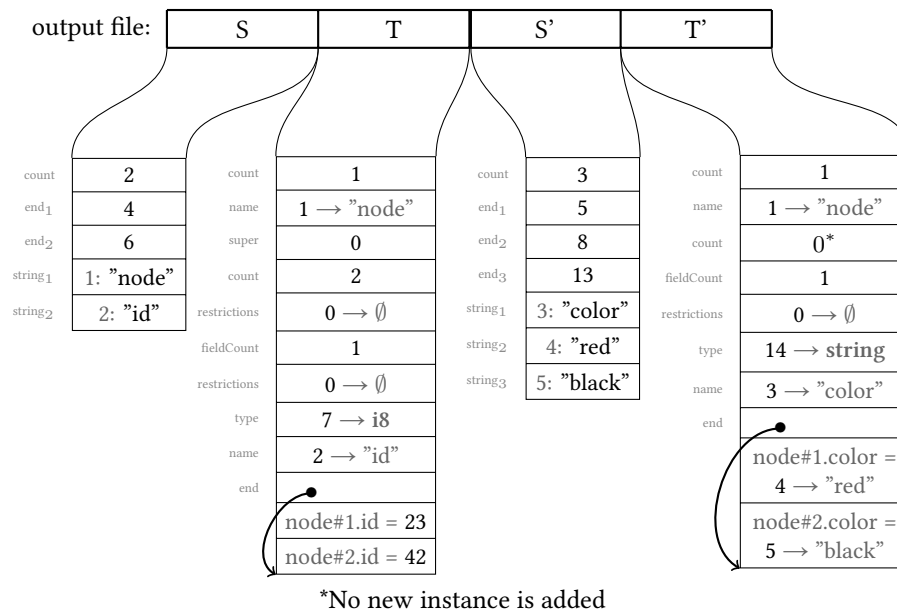 output file: S T S’ T’
count 2
end1 4
end2 6
string1 1: ”node”
string2 2: ”id”
count 1
name 1 → ”node”
super 0
count 2
restrictions 0 → ∅
fieldCount 1
restrictions 0 → ∅
type 7 → i8
name 2 → ”id”
end
node#1.id = 23
node#2.id = 42
count 3
end1 5
end2 8
end3 13
string1 3: ”color”
string2 4: ”red”
string3 5: ”black”
count 1
name 1 → ”node”
count 0*
fieldCount 1
restrictions 0 → ∅
type 14 → string
name 3 → ”color”
end
node#1.color =
4 → ”red”
node#2.color =
5 → ”black”
*No new instance is added